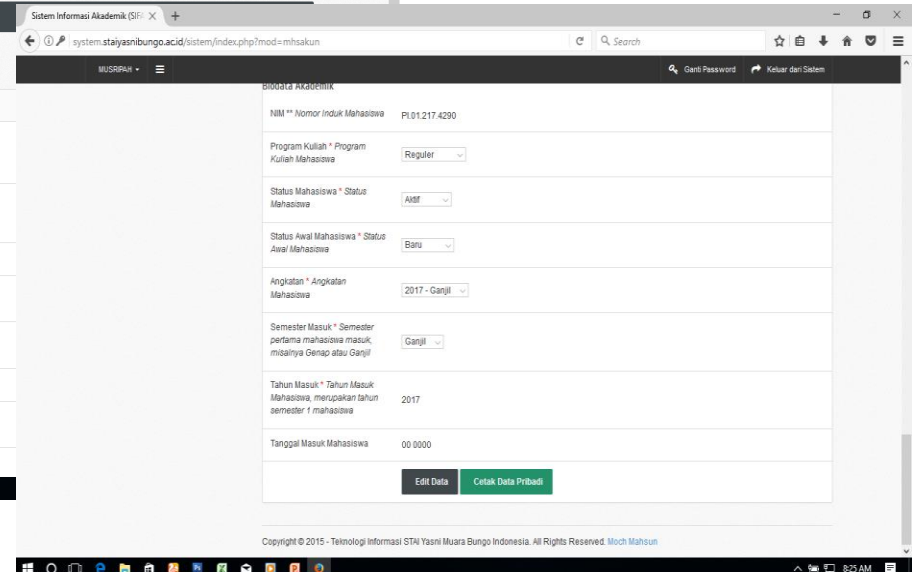 Sistem Informasi Akademik (SIFA
system.staiyasnibungo.ac.id/sistem/index.php?mod=mhsakun
Search
MUSRIPAH
Ganti Password
Keluar dari Sistem
Biodata Akademik
NIM ** Nomor Induk Mahasiswa
PI.01.217.4290
Program Kuliah * Program
Kuliah Mahasiswa
Reguler
Status Mahasiswa * Status
Mahasiswa
Aktif
Status Awal Mahasiswa * Status
Awal Mahasiswa
Baru
Angkatan * Angkatan
Mahasiswa
2017 - Ganjil
Semester Masuk * Semester
pertama mahasiswa masuk,
misalnya Genap atau Ganjil
Ganjil
Tahun Masuk * Tahun Masuk
Mahasiswa, merupakan tahun
semester 1 mahasiswa
2017
Tanggal Masuk Mahasiswa
00 0000
Edit Data
Cetak Data Pribadi
Copyright © 2015 - Teknologi Informasi STAI Yasni Muara Bungo Indonesia. All Rights Reserved. Moch Mahsun
8:25 AM